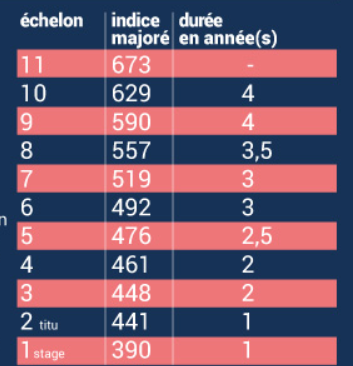 échelon indice majoré durée en année(s)
11 673 -
10 629 4
9 590 4
8 557 3,5
7 519 3
6 492 3
n
5 476 2,5
4 461 2
3 448 2
2 titu 441 1
1 stage 390 1